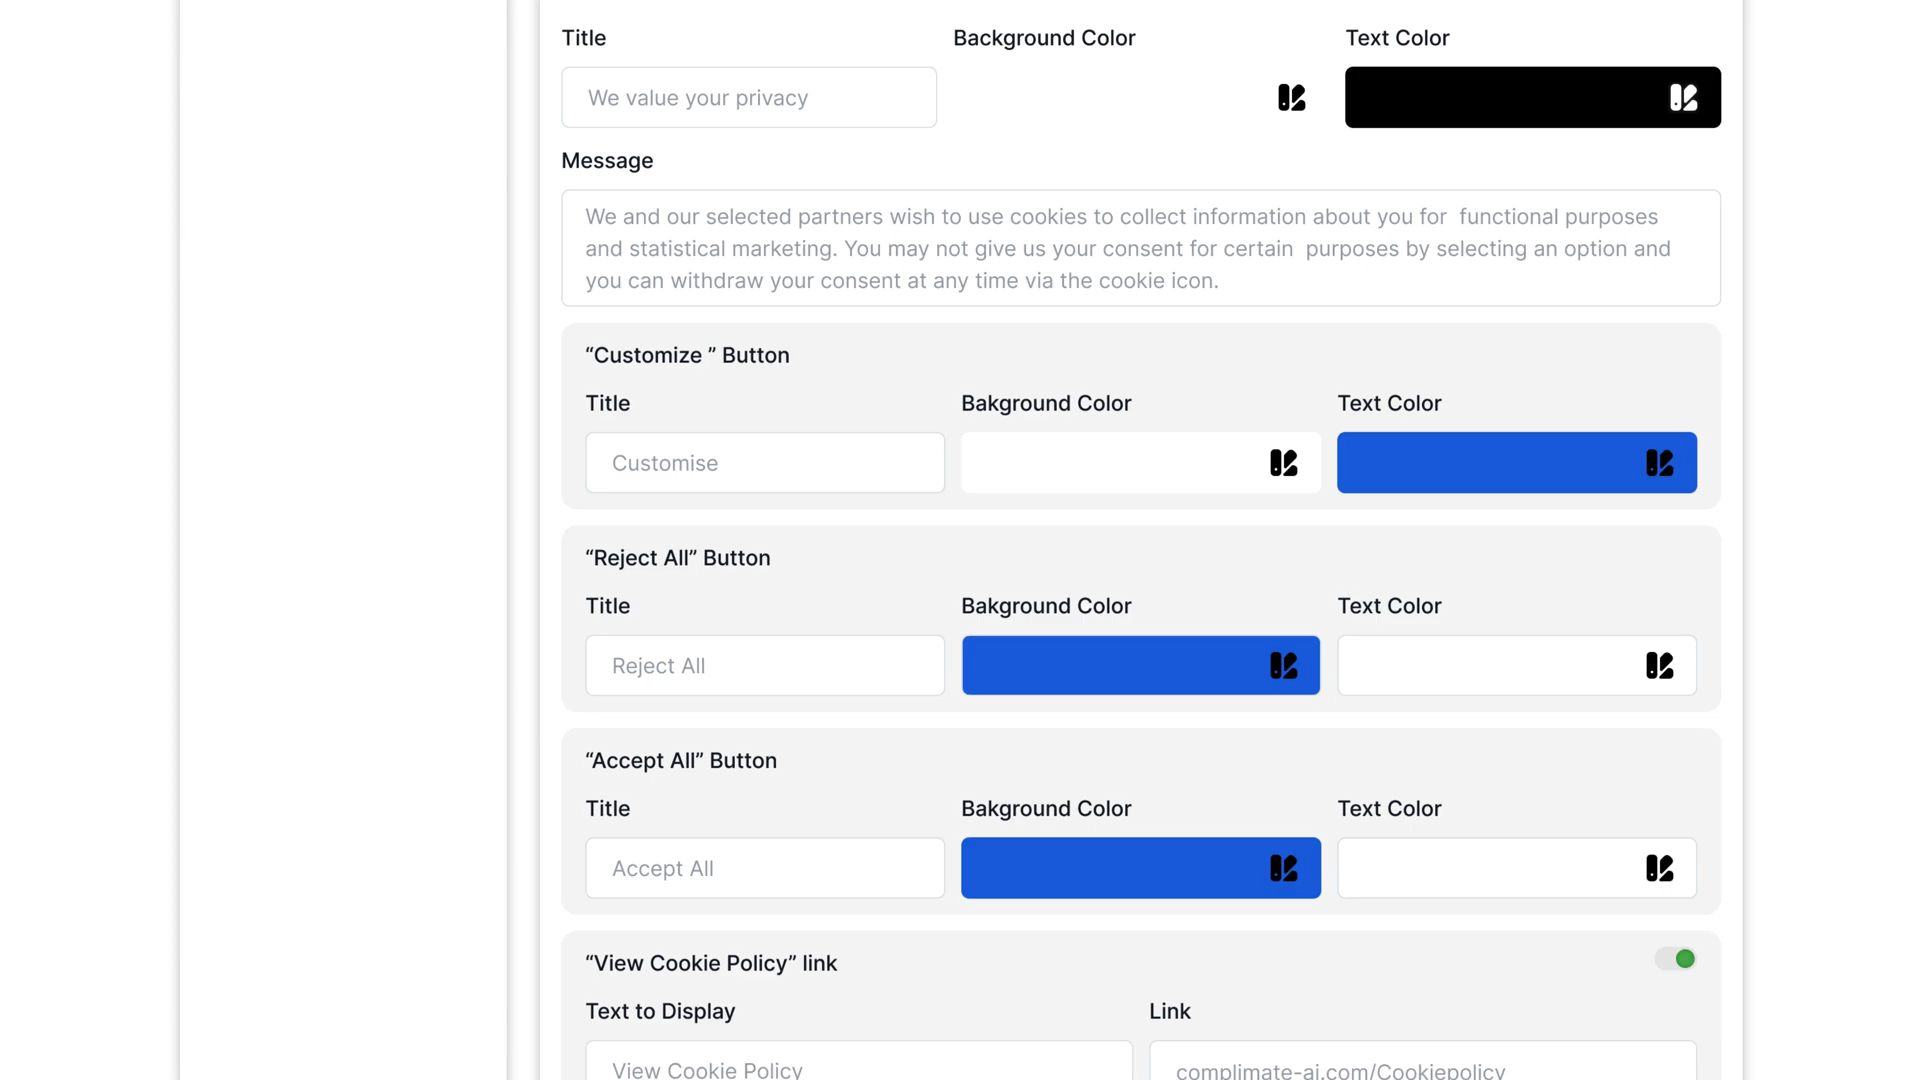 Title
Background Color
Text Color
We value your privacy
Message
We and our selected partners wish to use cookies to collect information about you for  functional purposes
and statistical marketing. You may not give us your consent for certain  purposes by selecting an option and
you can withdraw your consent at any time via the cookie icon.
“Customize ” Button
Title
Bakground Color
Text Color
Customise
“Reject All” Button
Title
Bakground Color
Text Color
Reject All
“Accept All” Button
Title
Bakground Color
Text Color
Accept All
“View Cookie Policy” link
Text to Display
Link
View Cookie Policy
complimate-ai.com/Cookiepolicy